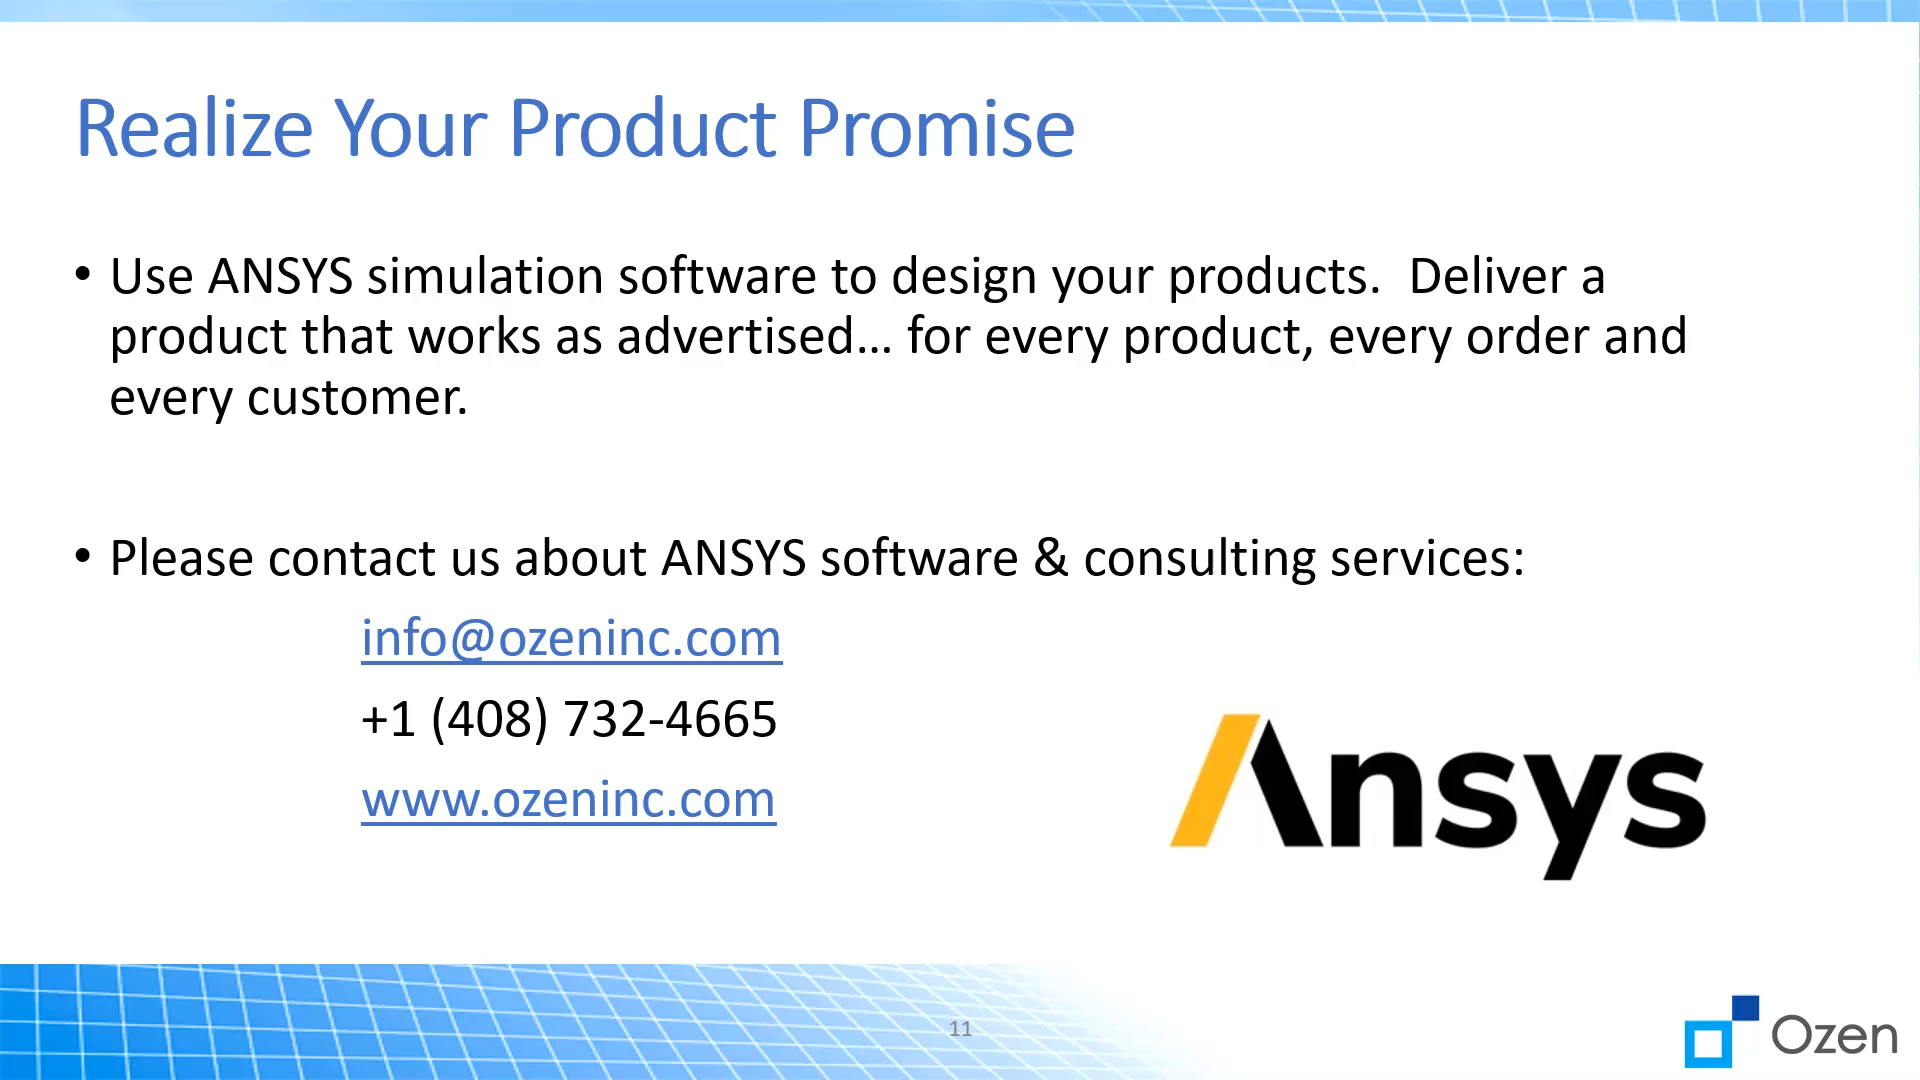 Realize Your Product Promise
• Use ANSYS simulation software to design your products.  Deliver a
product that works as advertised... for every product, every order and
every customer.
• Please contact us about ANSYS software & consulting services:
info@ozeninc.com
+1 (408) 732-4665
www.ozeninc.com
Ansys
11
Ozen